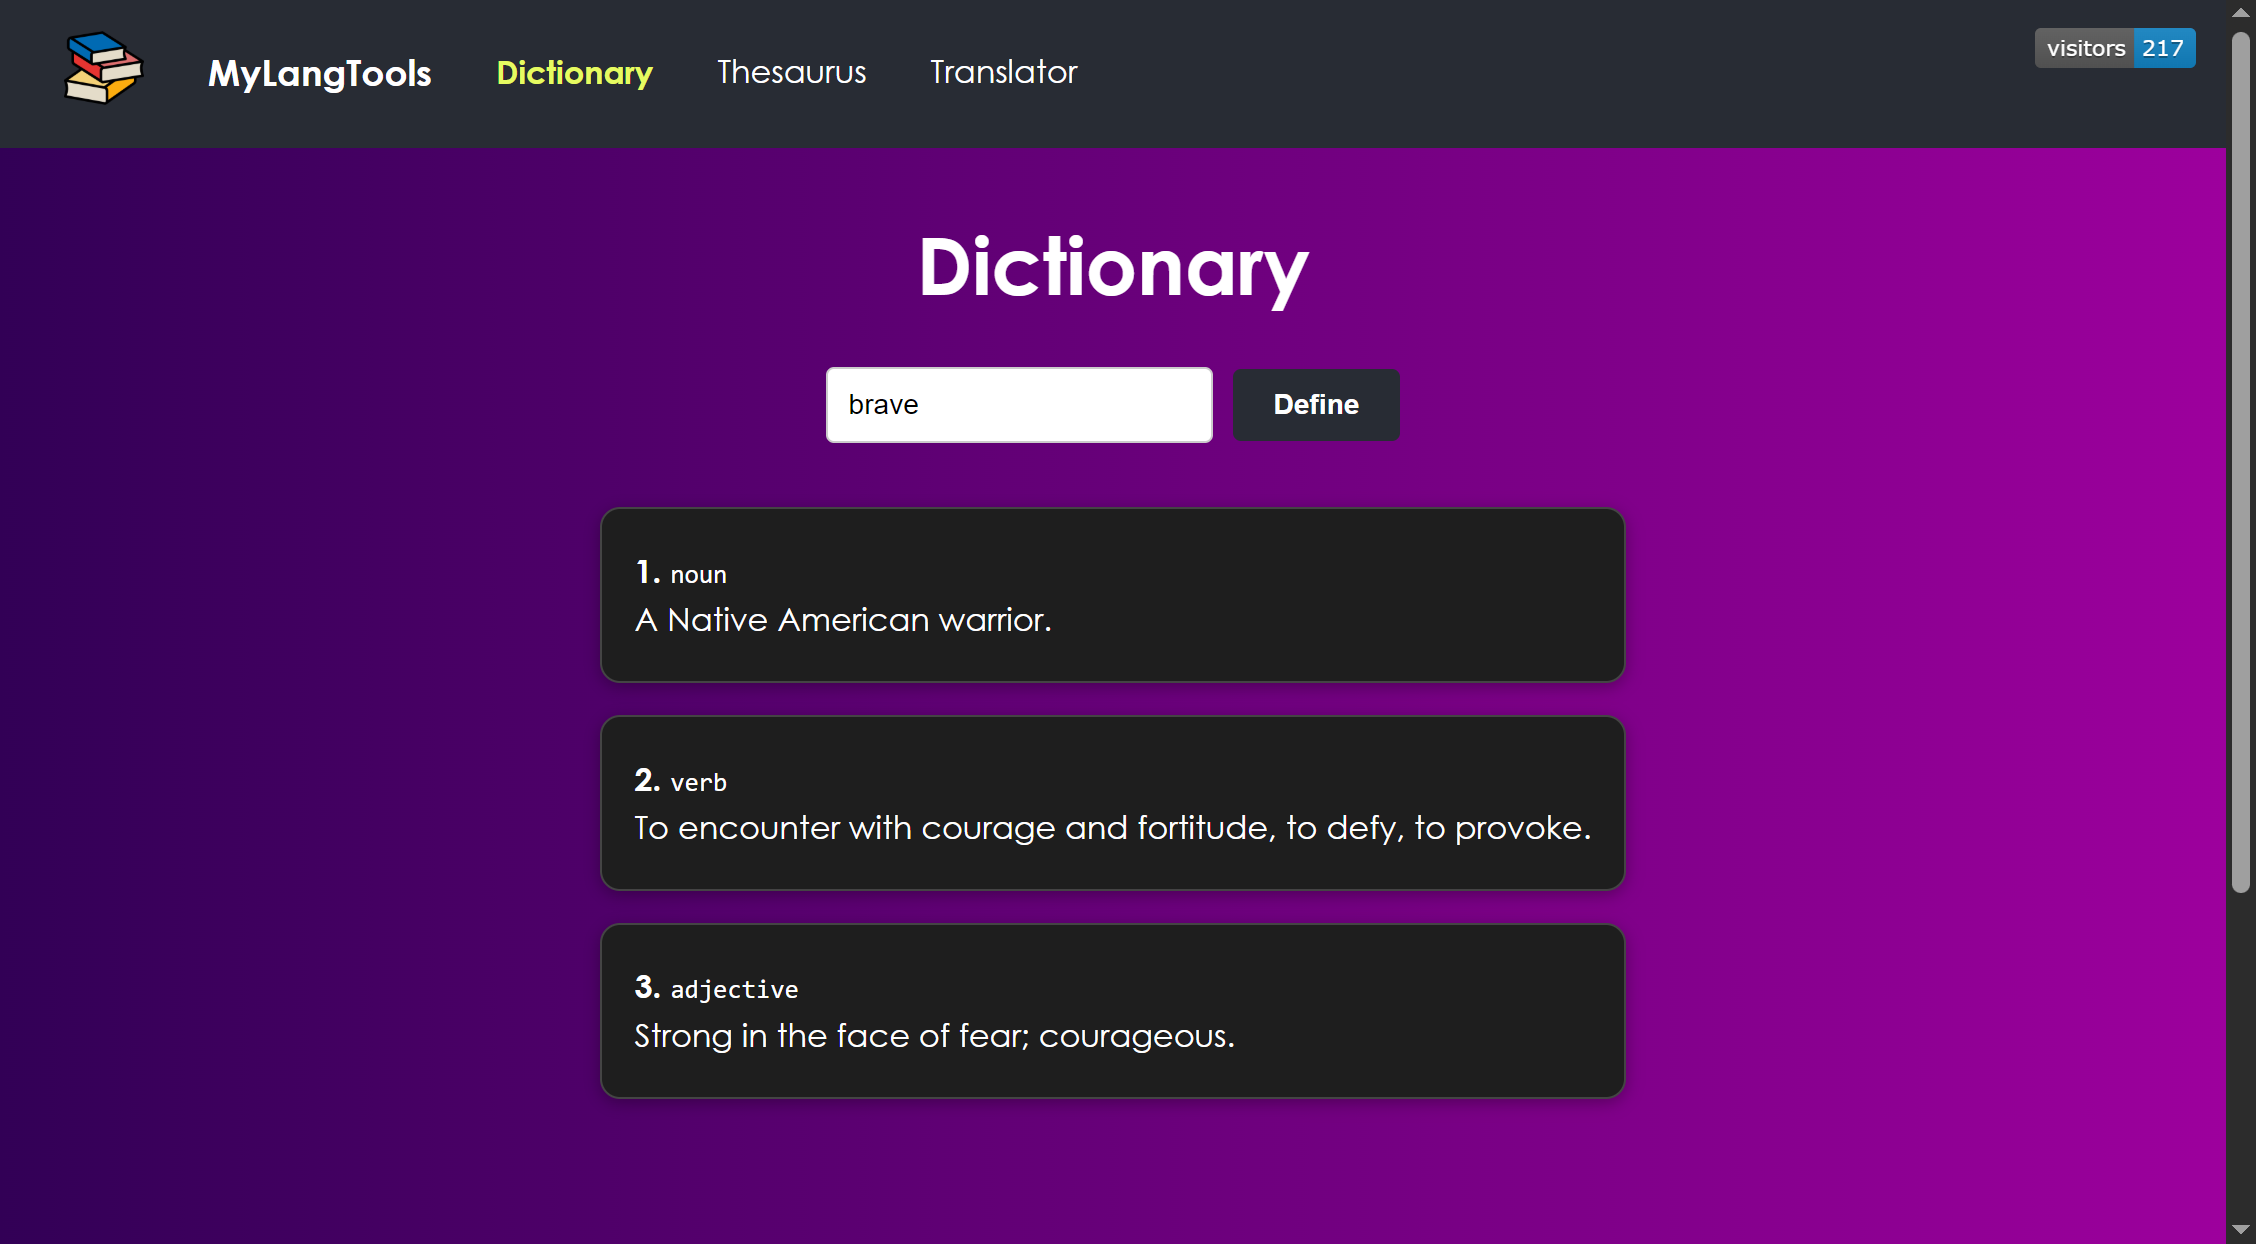 MyLangTools Dictionary Thesaurus Translator visitors 217
Dictionary
brave Define
1. noun
A Native American warrior.
2. verb
To encounter with courage and fortitude, to defy, to provoke.
3. adjective
Strong in the face of fear; courageous.